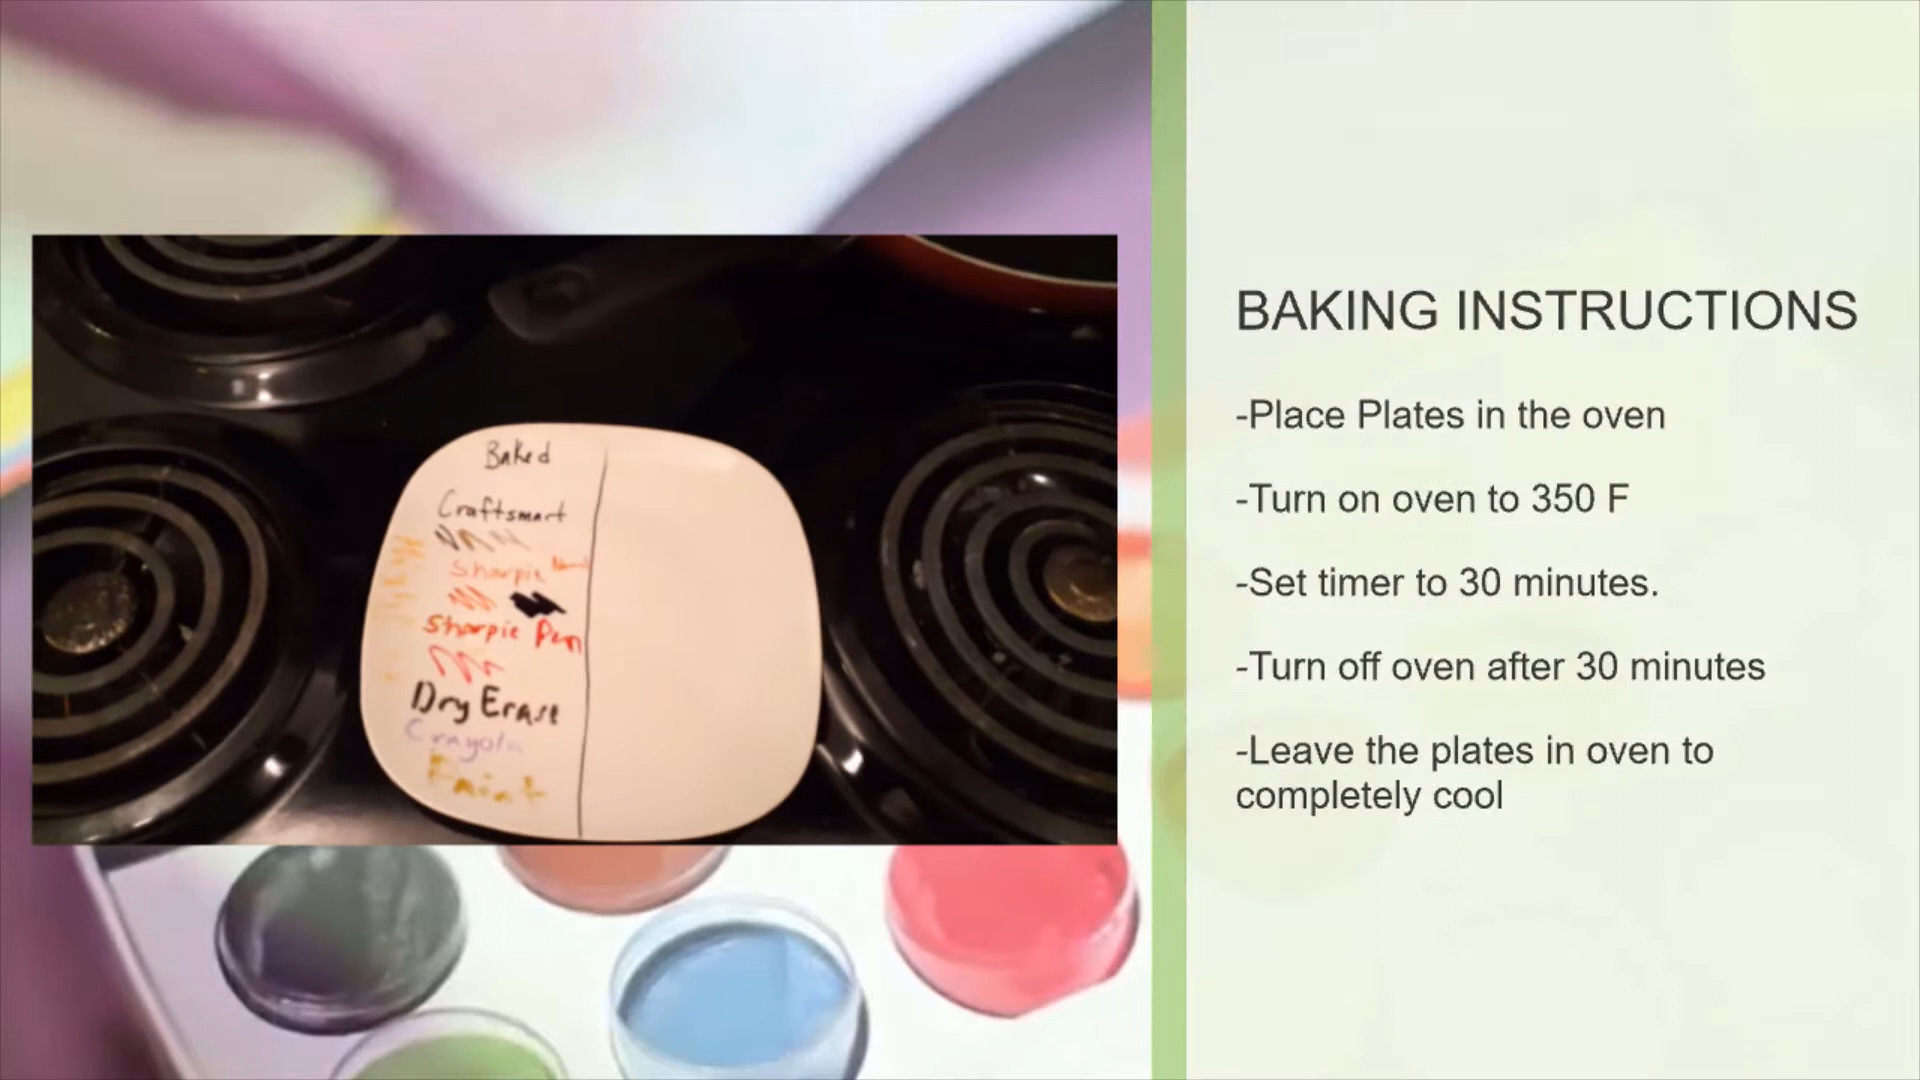 Baked
Craftsmart
Sharpie
Sharpie Pen
Dry Erase
Crayola
Paint
BAKING INSTRUCTIONS
-Place Plates in the oven
-Turn on oven to 350 F
-Set timer to 30 minutes.
-Turn off oven after 30 minutes
-Leave the plates in oven to
completely cool